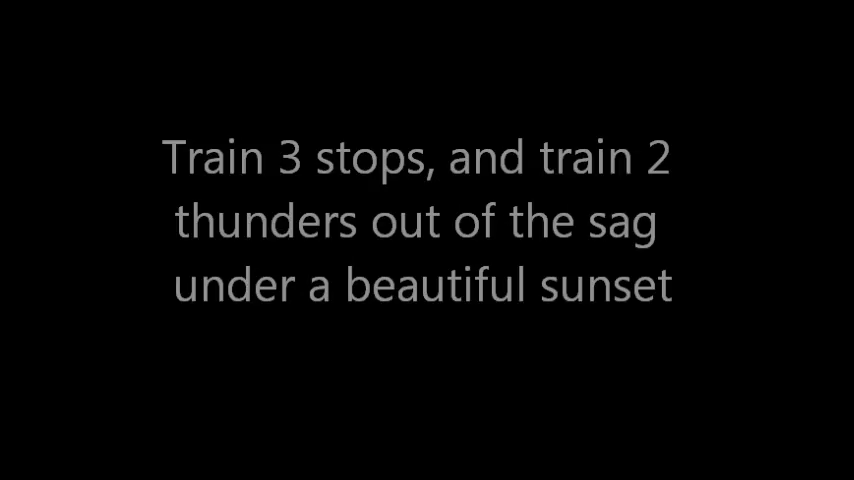 Train 3 stops, and train 2
thunders out of the sag
under a beautiful sunset